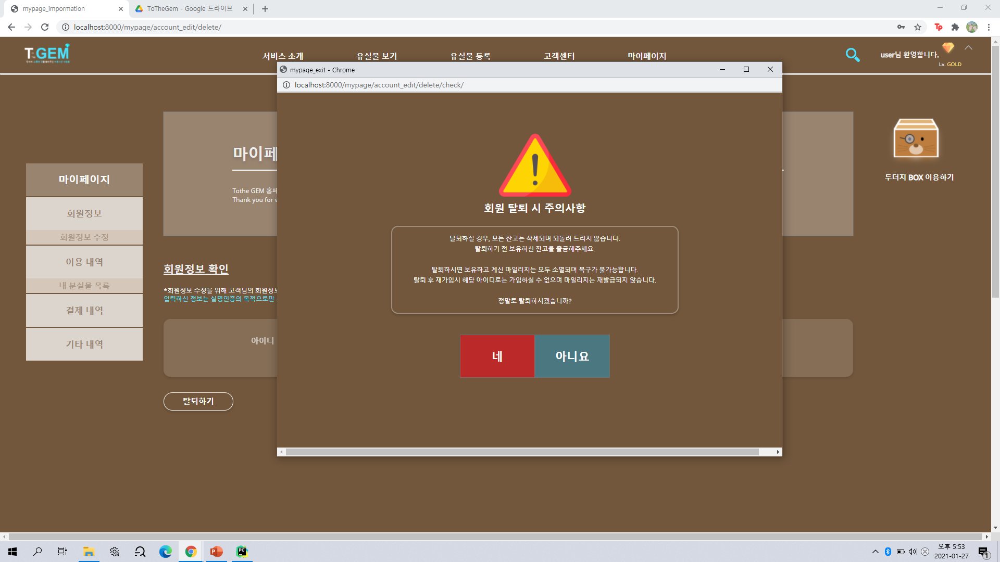 mypage_impormation
ToTheGem - Google 드라이브
localhost:8000/mypage/account_edit/delete/
Tp
T GEM
서비스 소개
유실물 보기
유실물 등록
고객센터
마이페이지
user님 환영합니다.
Lv. GOLD
mypage_exit - Chrome
localhost:8000/mypage/account_edit/delete/check/
회원 탈퇴 시 주의사항
탈퇴하실 경우, 모든 잔고는 삭제되며 되돌려 드리지 않습니다.
탈퇴하기 전 보유하신 잔고를 출금해주세요.
탈퇴하시면 보유하고 계신 마일리지는 모두 소멸되며 복구가 불가능합니다.
탈퇴 후 재가입시 해당 아이디로는 가입하실 수 없으며 마일리지는 재발급되지 않습니다.
정말로 탈퇴하시겠습니까?
네
아니요
마이페
Tothe GEM 홈페
Thank you for v
두더지 BOX 이용하기
마이페이지
회원정보
회원정보 수정
이용 내역
내 분실물 목록
결제 내역
기타 내역
회원정보 확인
*회원정보 수정을 위해 고객님의 회원정보
입력하신 정보는 실명인증의 목적으로만
아이디
탈퇴하기
PC
오후 5:53
2021-01-27
1